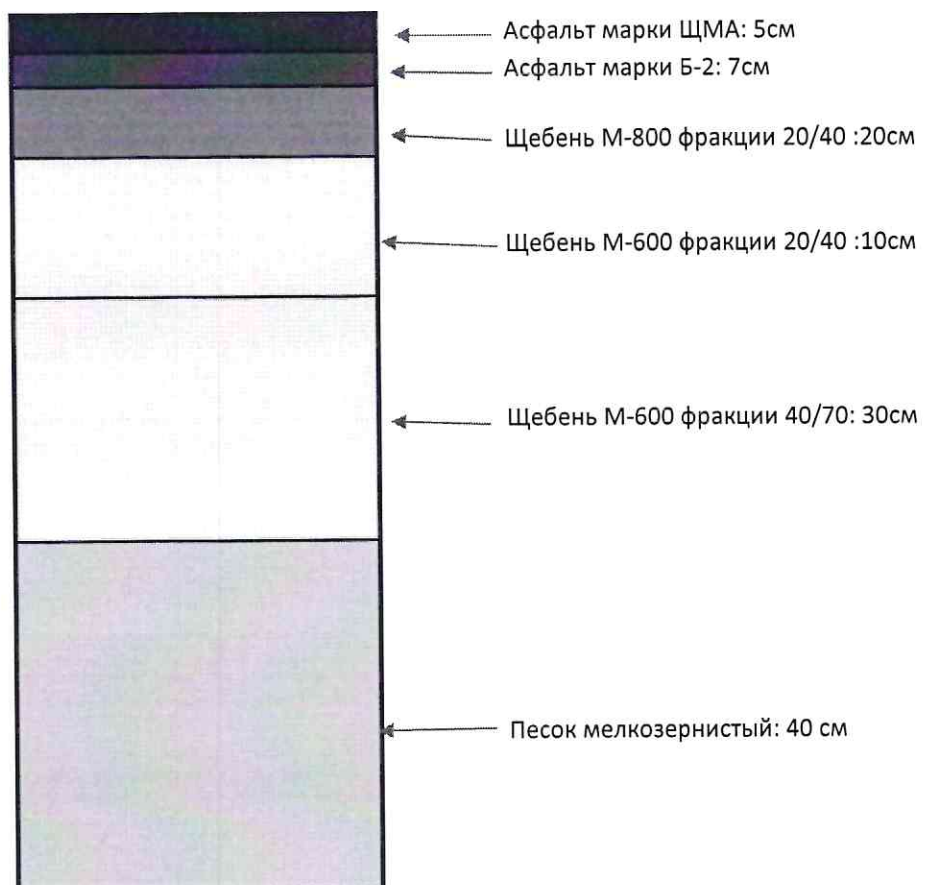 Асфальт марки ЩМА: 5см
Асфальт марки Б-2: 7см
Щебень М-800 фракции 20/40 :20см
Щебень М-600 фракции 20/40 :10см
Щебень М-600 фракции 40/70: 30см
Песок мелкозернистый: 40 см